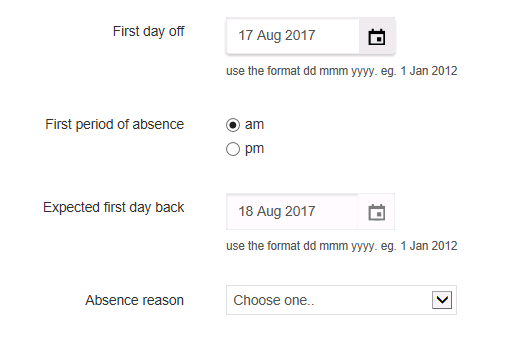 First day off
17 Aug 2017
use the format dd mmm yyyy. eg. 1 Jan 2012
First period of absence
am
pm
Expected first day back
18 Aug 2017
use the format dd mmm yyyy. eg. 1 Jan 2012
Absence reason
Choose one..